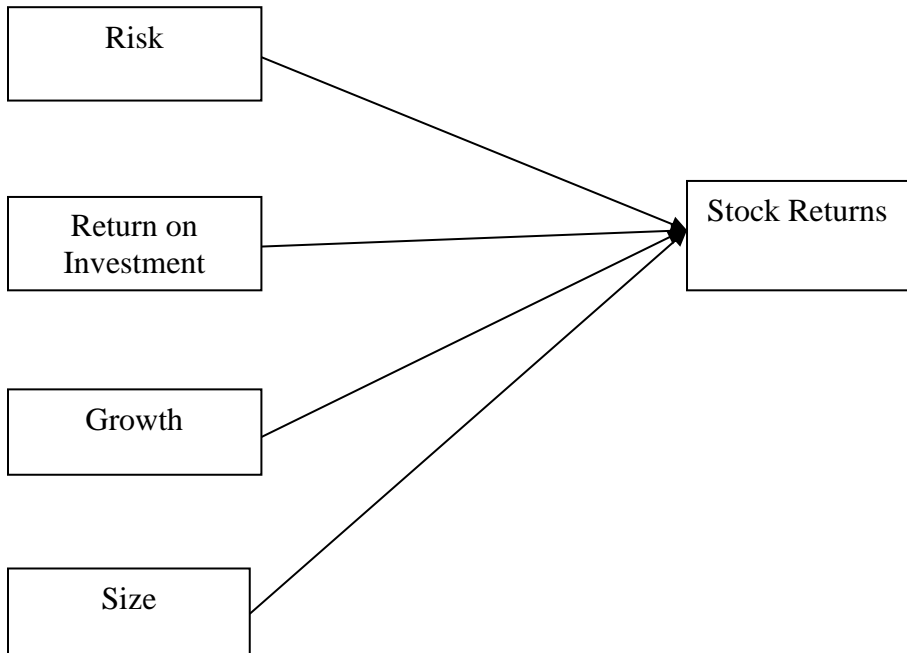 Risk
Return on
Investment
Stock Returns
Growth
Size